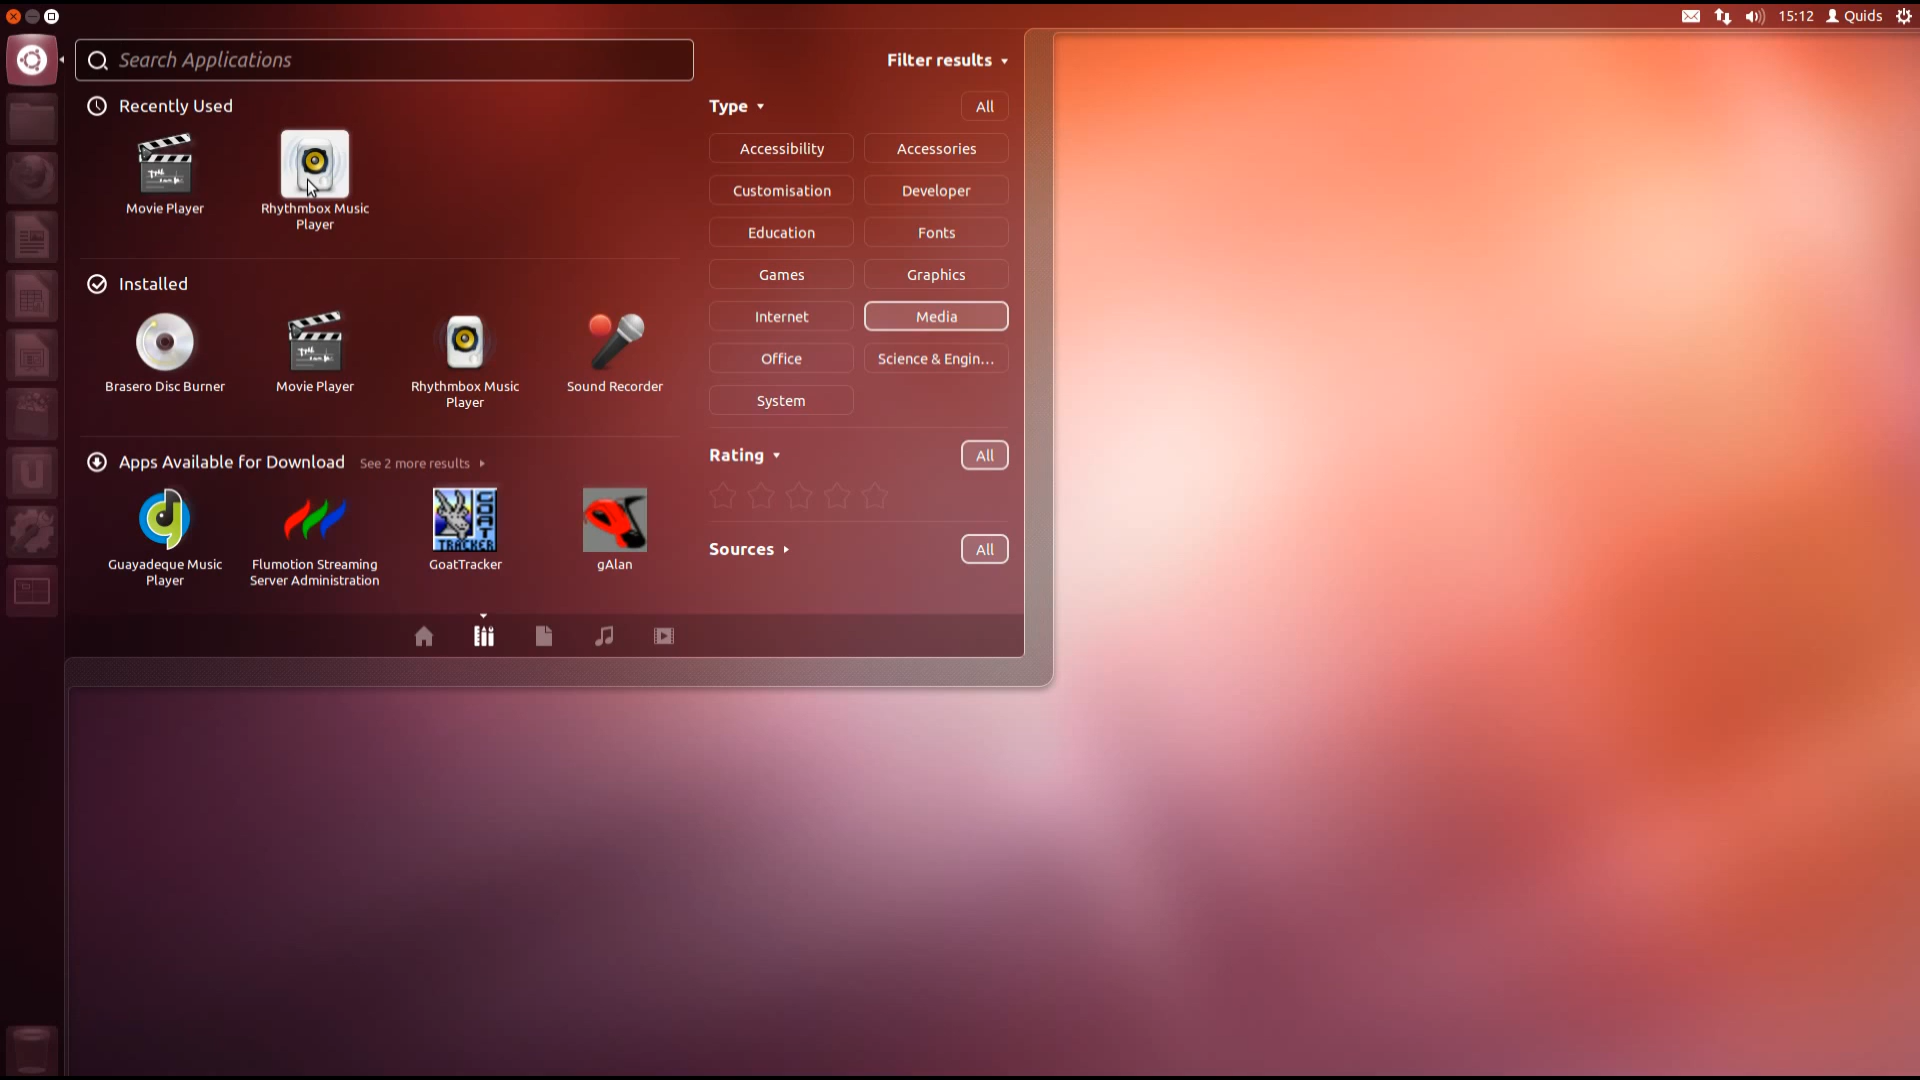 15:12 Quids
Search Applications
Filter results
Recently Used
Movie Player
Rhythmbox Music
Player
Installed
Brasero Disc Burner
Movie Player
Rhythmbox Music
Player
Sound Recorder
Apps Available for Download See 2 more results
GOAT
TRACKER
Guayadeque Music
Player
Flumotion Streaming
Server Administration
GoatTracker
gAlan
Type
All
Accessibility
Accessories
Customisation
Developer
Education
Fonts
Games
Graphics
Internet
Media
Office
Science & Engin...
System
Rating
All
Sources
All